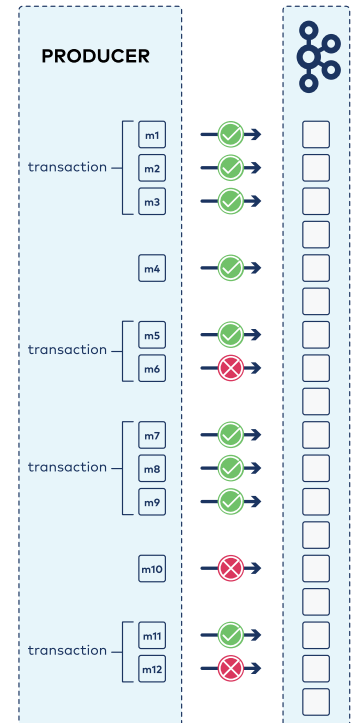 PRODUCER
transaction
m1
m2
m3
m4
transaction
m5
m6
transaction
m7
m8
m9
m10
transaction
m11
m12